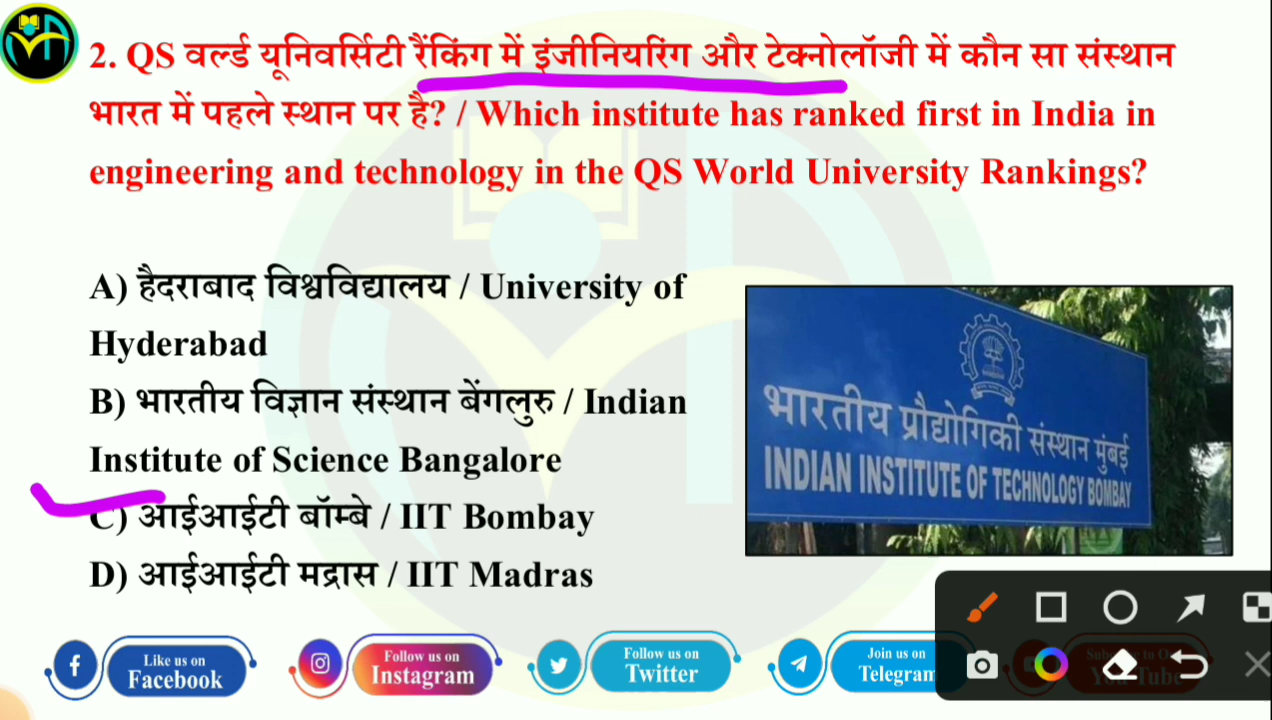 2. QS वर्ल्ड यूनिवर्सिटी रैंकिंग में इंजीनियरिंग और टेक्नोलॉजी में कौन सा संस्थान
भारत में पहले स्थान पर है? / Which institute has ranked first in India in
engineering and technology in the QS World University Rankings?
A) हैदराबाद विश्वविद्यालय / University of
Hyderabad
B) भारतीय विज्ञान संस्थान बेंगलुरु / Indian
Institute of Science Bangalore
C) आईआईटी बॉम्बे / IIT Bombay
D) आईआईटी मद्रास / IIT Madras
भारतीय प्रौद्योगिकी संस्थान मुंबई
INDIAN INSTITUTE OF TECHNOLOGY BOMBAY
Like us on
Facebook
Follow us on
Instagram
Follow us on
Twitter
Join us on
Telegram